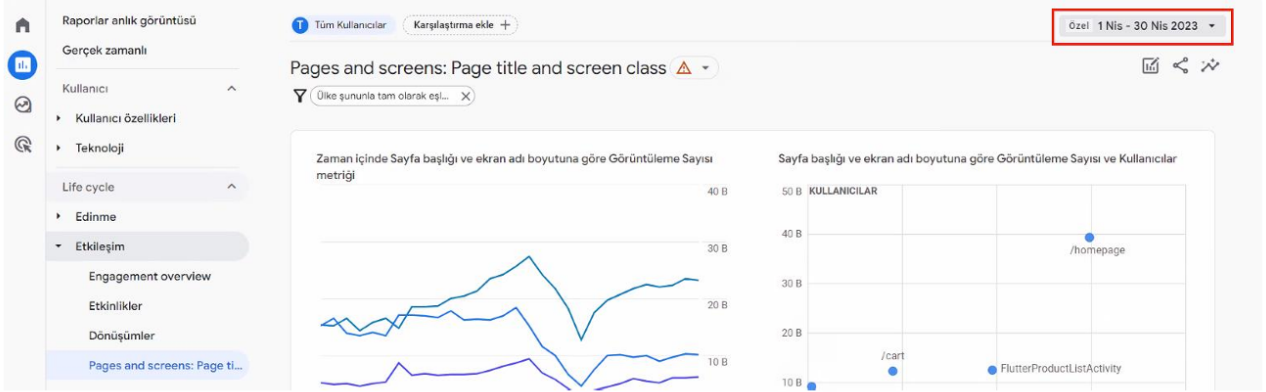 Raporlar anlık görüntüsü
Gerçek zamanlı
Kullanıcı
Kullanıcı özellikleri
Teknoloji
Life cycle
Edinme
Etkileşim
Engagement overview
Etkinlikler
Dönüşümler
Pages and screens: Page ti...
T Tüm Kullanıcılar
Karşılaştırma ekle +
Özel 1 Nis - 30 Nis 2023
Pages and screens: Page title and screen class
Ülke şununla tam olarak eşl... X
Zaman içinde Sayfa başlığı ve ekran adı boyutuna göre Görüntüleme Sayısı
metriği
40 B
30 B
20 B
10 B
Sayfa başlığı ve ekran adı boyutuna göre Görüntüleme Sayısı ve Kullanıcılar
50 B KULLANICILAR
40 B
/homepage
30 B
20 B
/cart
FlutterProductListActivity
10 B